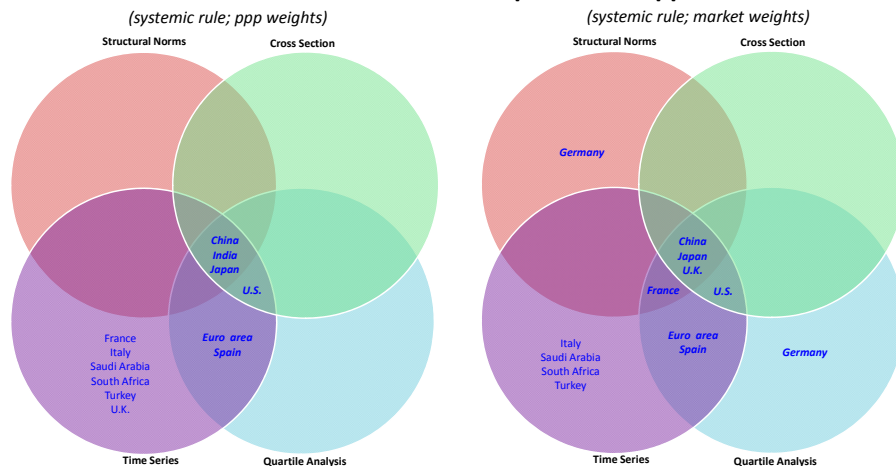 (systemic rule; ppp weights)
Structural Norms
Cross Section
China
India
Japan
U.S.
Euro area
Spain
France
Italy
Saudi Arabia
South Africa
Turkey
U.K.
Time Series
Quartile Analysis
(systemic rule; market weights)
Structural Norms
Cross Section
Germany
China
Japan
U.K.
France
U.S.
Euro area
Spain
Italy
Saudi Arabia
South Africa
Turkey
Germany
Time Series
Quartile Analysis